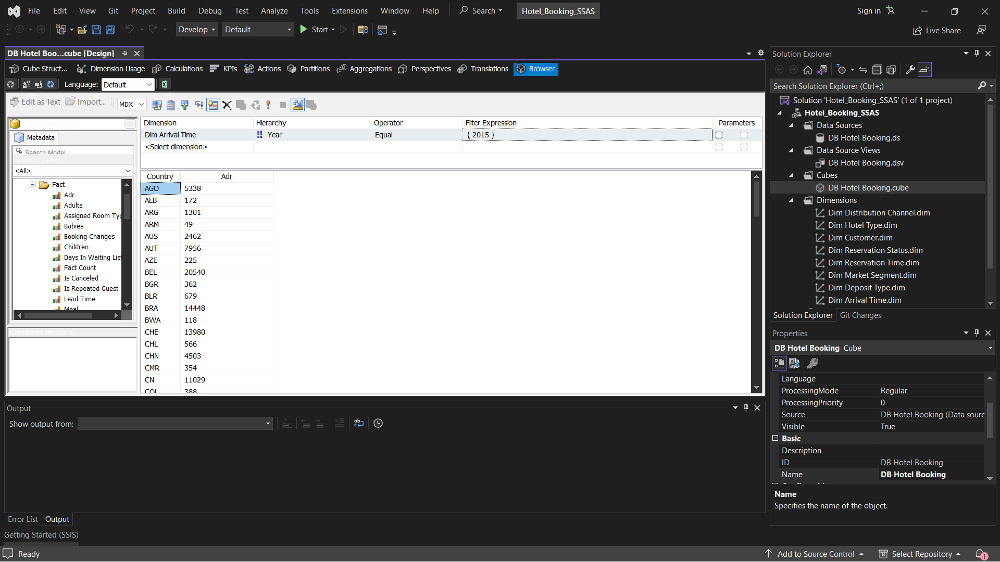 File Edit View Git Project Build Debug Test Analyze Tools Extensions Window Help Search Hotel_Booking_SSAS Sign in
Develop Default Start Live Share
DB Hotel Boo...cube [Design]
Cube Struct... Dimension Usage Calculations KPIs Actions Partitions Aggregations Perspectives Translations Browser
Language: Default
Edit as Text Import... MDX
Metadata
Search Model
Measure Group:
<All>
Fact
Adr
Adults
Assigned Room Typ
Babies
Booking Changes
Children
Days In Waiting List
Fact Count
Is Canceled
Is Repeated Guest
Lead Time
Meal
Calculated Members
Dimension Hierarchy Operator Filter Expression Parameters
Dim Arrival Time Year Equal { 2015 }
<Select dimension>
Country Adr
AGO 5338
ALB 172
ARG 1301
ARM 49
AUS 2462
AUT 7956
AZE 225
BEL 20540
BGR 362
BLR 679
BRA 14448
BWA 118
CHE 13980
CHL 566
CHN 4503
CMR 354
CN 11029
COL 388
Output
Show output from:
Error List Output
Getting Started (SSIS)
Solution Explorer
Search Solution Explorer (Ctrl+;)
Solution 'Hotel_Booking_SSAS' (1 of 1 project)
Hotel_Booking_SSAS
Data Sources
DB Hotel Booking.ds
Data Source Views
DB Hotel Booking.dsv
Cubes
DB Hotel Booking.cube
Dimensions
Dim Distribution Channel.dim
Dim Hotel Type.dim
Dim Customer.dim
Dim Reservation Status.dim
Dim Reservation Time.dim
Dim Market Segment.dim
Dim Deposit Type.dim
Dim Arrival Time.dim
Solution Explorer Git Changes
Properties
DB Hotel Booking Cube
Language
ProcessingMode Regular
ProcessingPriority 0
Source DB Hotel Booking (Data sourc
Visible True
Basic
Description
ID DB Hotel Booking
Name DB Hotel Booking
Name
Specifies the name of the object.
Ready Add to Source Control Select Repository 1